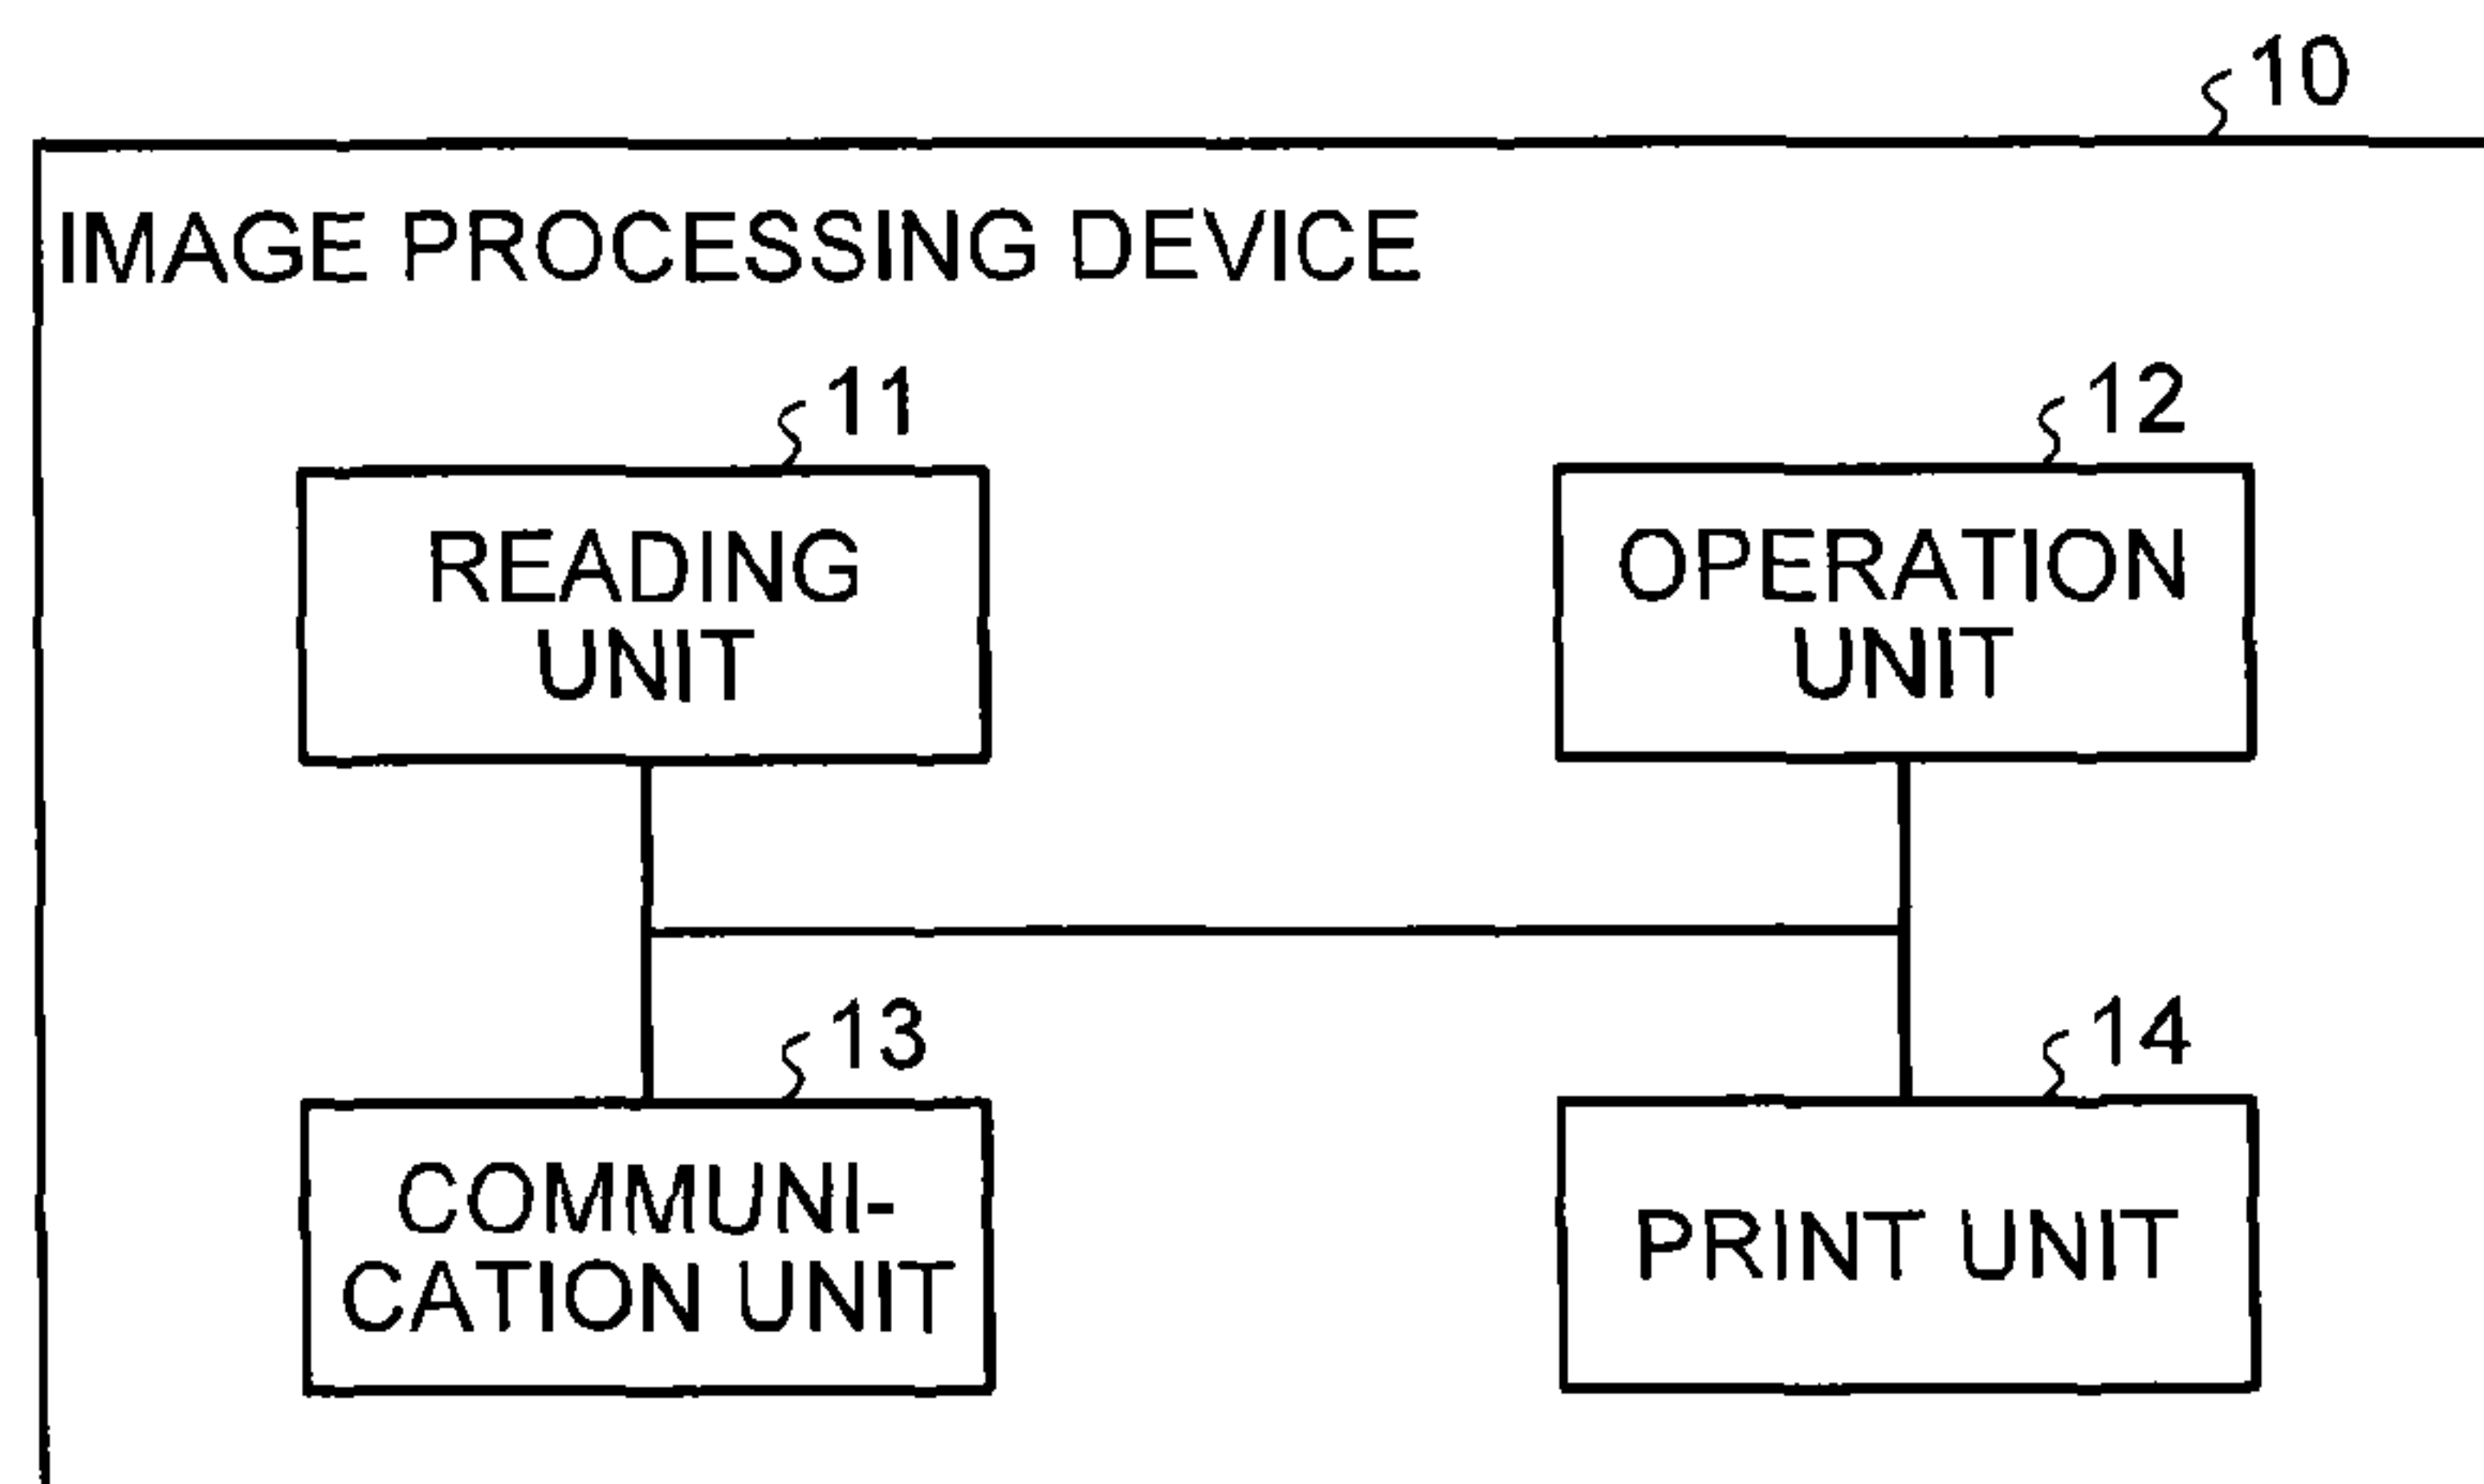 10
IMAGE PROCESSING DEVICE
11
12
READING
UNIT
OPERATION
UNIT
13
14
COMMUNI-
CATION UNIT
PRINT UNIT